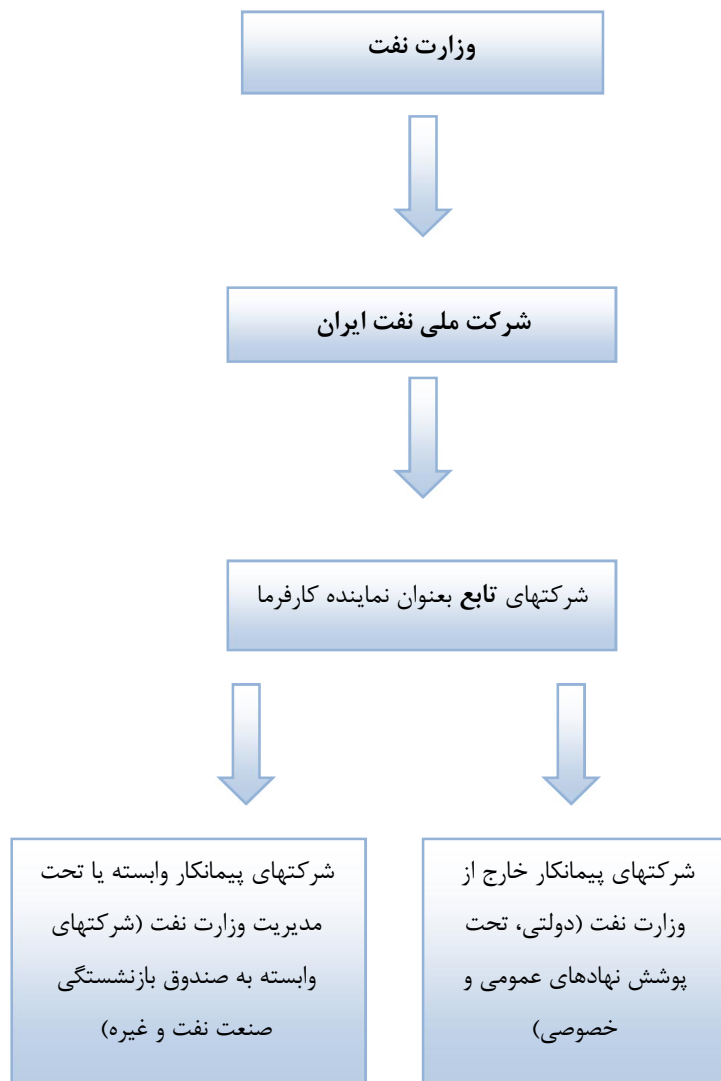 وزارت نفت
شرکت ملی نفت ایران
شرکتهای تابع بعنوان نماینده کارفرما
شرکتهای پیمانکار خارج از
وزارت نفت (دولتی، تحت
پوشش نهادهای عمومی و
خصوصی)
شرکتهای پیمانکار وابسته یا تحت
مدیریت وزارت نفت (شرکتهای
وابسته به صندوق بازنشستگی
صنعت نفت و غیره)